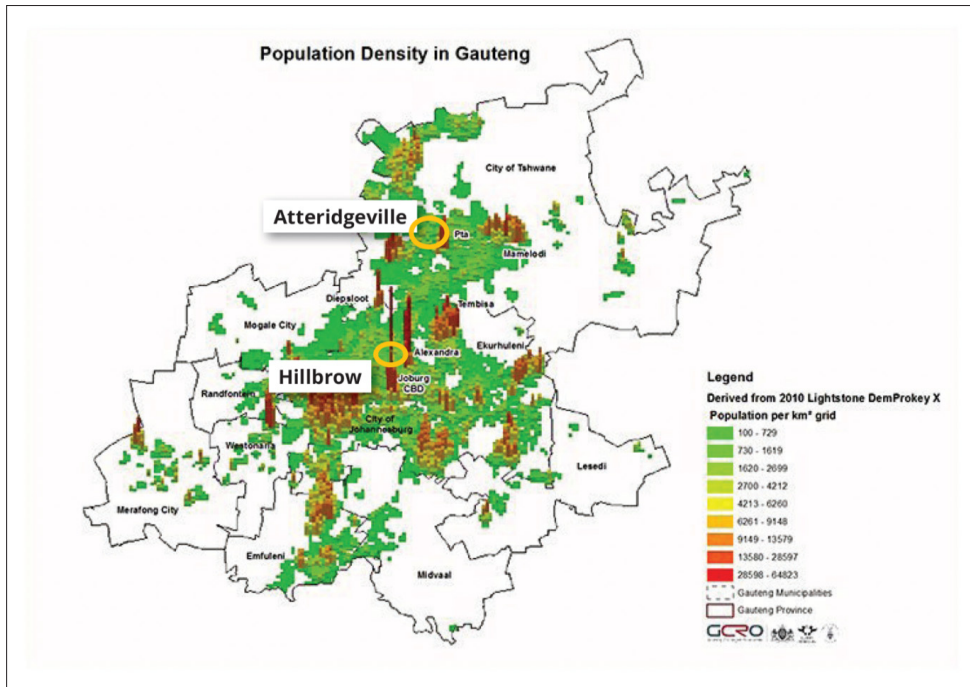 Population Density in Gauteng
City of Tshwane
Atteridgeville
Pta
Mamelodi
Diepsloot
Tembisa
Mogale City
Ekurhuleni
Alexandra
Hillbrow
Joburg
CBD
Randfontein
City of
Johannesburg
Westonaria
Lesedi
Merafong City
Emfuleni
Midvaal
Legend
Derived from 2010 Lightstone DemProkey X
Population per km² grid
100 - 729
730 - 1619
1620 - 2699
2700 - 4212
4213 - 6260
6261 - 9148
9149 - 13579
13580 - 28597
28598 - 64823
Gauteng Municipalities
Gauteng Province
GCRO